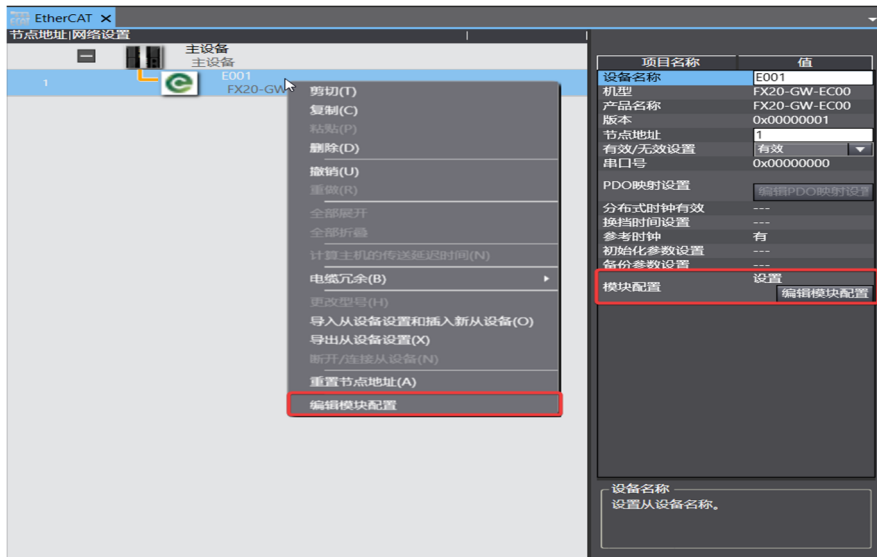 EtherCAT
节点地址|网络设置
主设备
主设备
1
E001
FX20-GW
剪切(T)
复制(C)
粘贴(P)
删除(D)
撤销(U)
重做(R)
全部展开
全部折叠
计算主机的传送延迟时间(N)
电缆冗余(B)
更改型号(H)
导入从设备设置和插入新从设备(O)
导出从设备设置(X)
断开/连接从设备(N)
重置节点地址(A)
编辑模块配置
项目名称 值
设备名称 E001
机型 FX20-GW-EC00
产品名称 FX20-GW-EC00
版本 0x00000001
节点地址 1
有效/无效设置 有效
串口号 0x00000000
PDO映射设置 编辑PDO映射设置
分布式时钟有效 ---
换挡时间设置 ---
参考时钟 有
初始化参数设置 ---
备份参数设置 ---
模块配置 设置
编辑模块配置
设备名称
设置从设备名称。